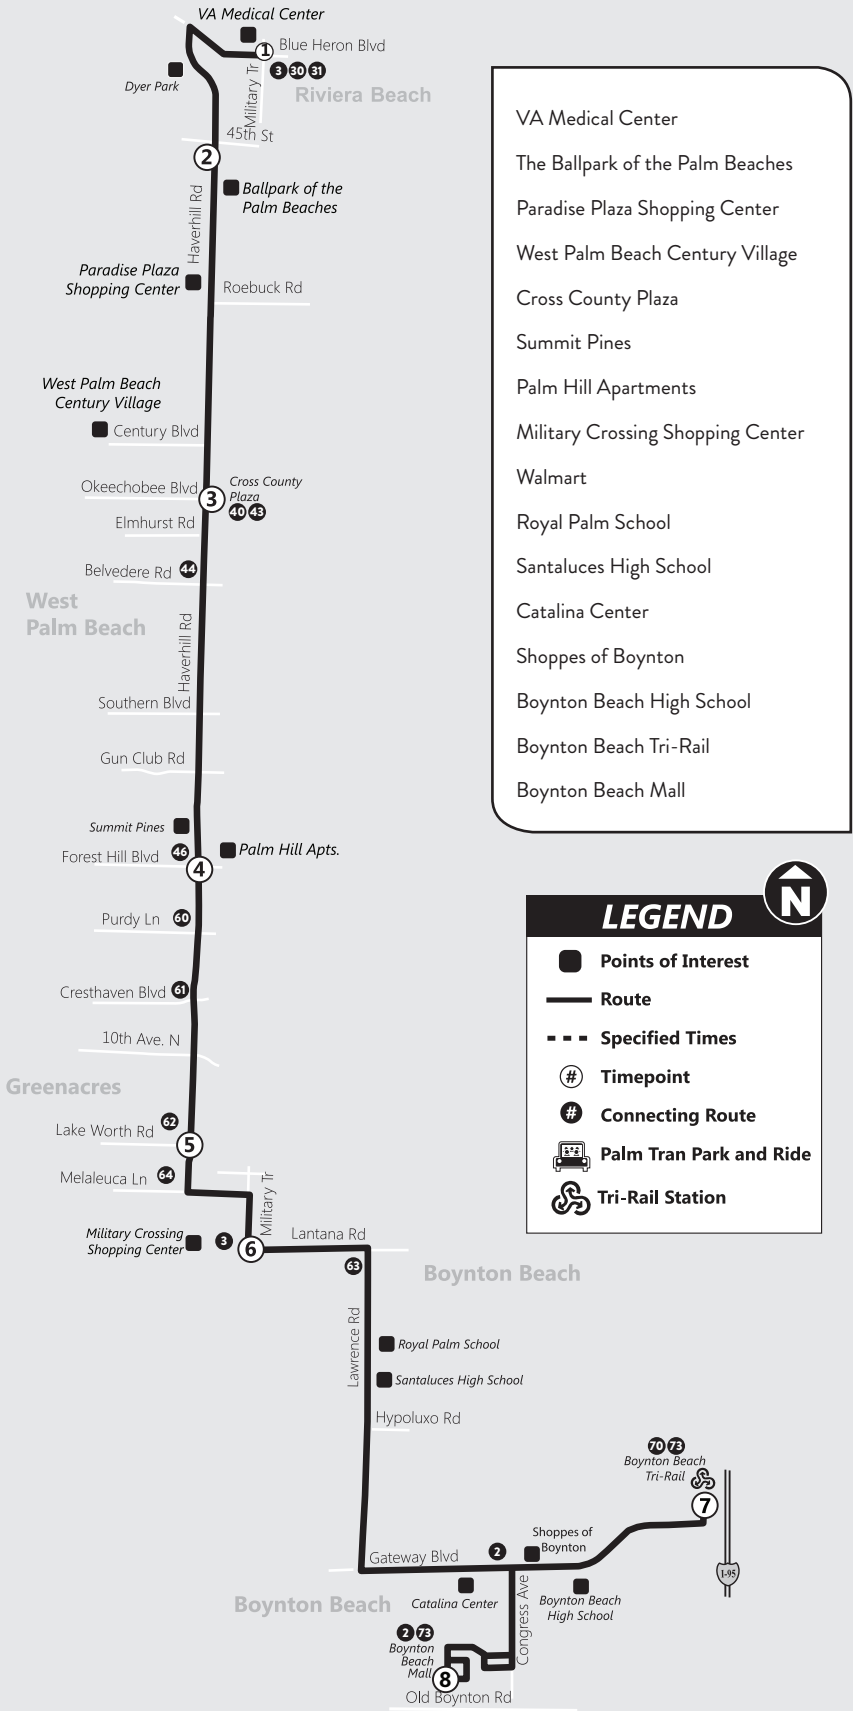 VA Medical Center
1
Blue Heron Blvd
3 30 31
Military Tr
Dyer Park
Riviera Beach
45th St
2
Ballpark of the
Palm Beaches
Haverhill Rd
Paradise Plaza
Shopping Center
Roebuck Rd
West Palm Beach
Century Village
Century Blvd
Okeechobee Blvd
3
Cross County
Plaza
40 43
Elmhurst Rd
Belvedere Rd 44
West
Palm Beach
Haverhill Rd
Southern Blvd
Gun Club Rd
Summit Pines
Forest Hill Blvd 46
4
Palm Hill Apts.
Purdy Ln 60
Cresthaven Blvd 61
10th Ave. N
Greenacres
Lake Worth Rd 62
5
Melaleuca Ln 64
Military Tr
Military Crossing
Shopping Center
3
6
Lantana Rd
63
Boynton Beach
Lawrence Rd
Royal Palm School
Santaluces High School
Hypoluxo Rd
70 73
Boynton Beach
Tri-Rail
7
I-95
Shoppes of
Boynton
Gateway Blvd
2
Catalina Center
Boynton Beach
High School
Congress Ave
Boynton Beach
2 73
Boynton
Beach
Mall
8
Old Boynton Rd
VA Medical Center
The Ballpark of the Palm Beaches
Paradise Plaza Shopping Center
West Palm Beach Century Village
Cross County Plaza
Summit Pines
Palm Hill Apartments
Military Crossing Shopping Center
Walmart
Royal Palm School
Santaluces High School
Catalina Center
Shoppes of Boynton
Boynton Beach High School
Boynton Beach Tri-Rail
Boynton Beach Mall
N
LEGEND
Points of Interest
Route
Specified Times
# Timepoint
# Connecting Route
Palm Tran Park and Ride
Tri-Rail Station